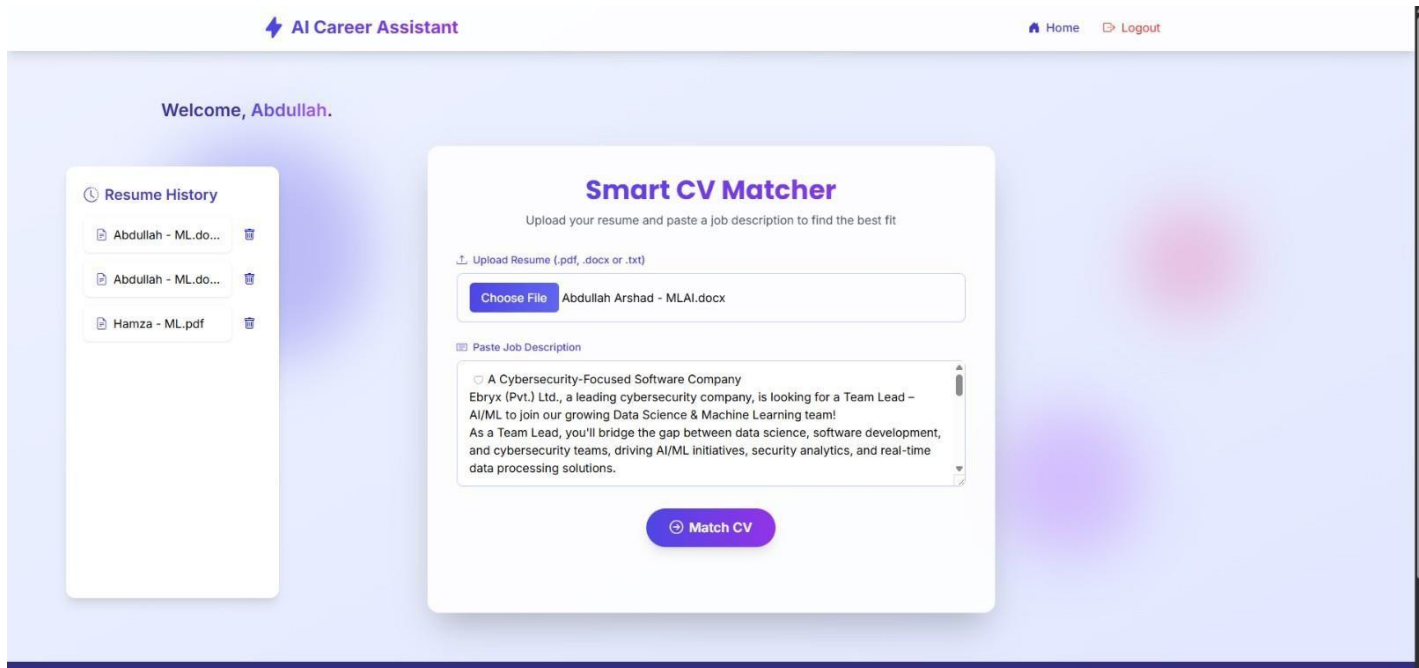 AI Career Assistant
Home
Logout
Welcome, Abdullah.
Resume History
Abdullah - ML.do...
Abdullah - ML.do...
Hamza - ML.pdf
Smart CV Matcher
Upload your resume and paste a job description to find the best fit
Upload Resume (.pdf, .docx or .txt)
Choose File Abdullah Arshad - MLAI.docx
Paste Job Description
A Cybersecurity-Focused Software Company
Ebryx (Pvt.) Ltd., a leading cybersecurity company, is looking for a Team Lead –
AI/ML to join our growing Data Science & Machine Learning team!
As a Team Lead, you'll bridge the gap between data science, software development,
and cybersecurity teams, driving AI/ML initiatives, security analytics, and real-time
data processing solutions.
Match CV